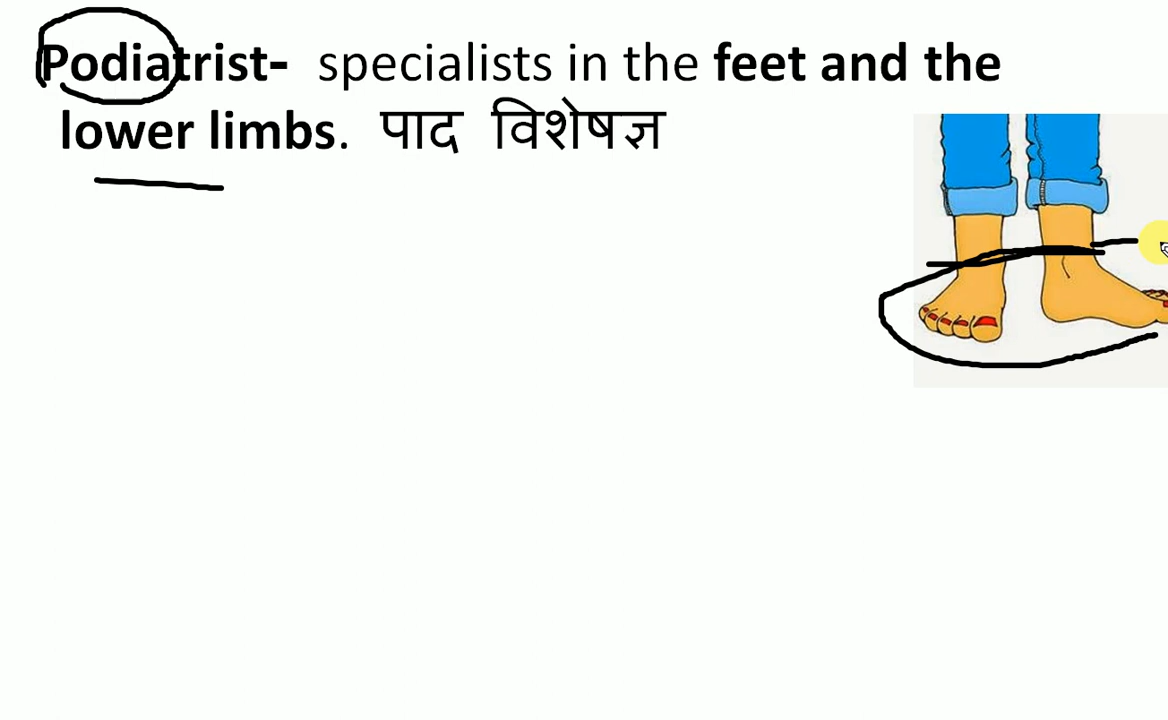 Podiatrist- specialists in the feet and the
lower limbs. पाद विशेषज्ञ